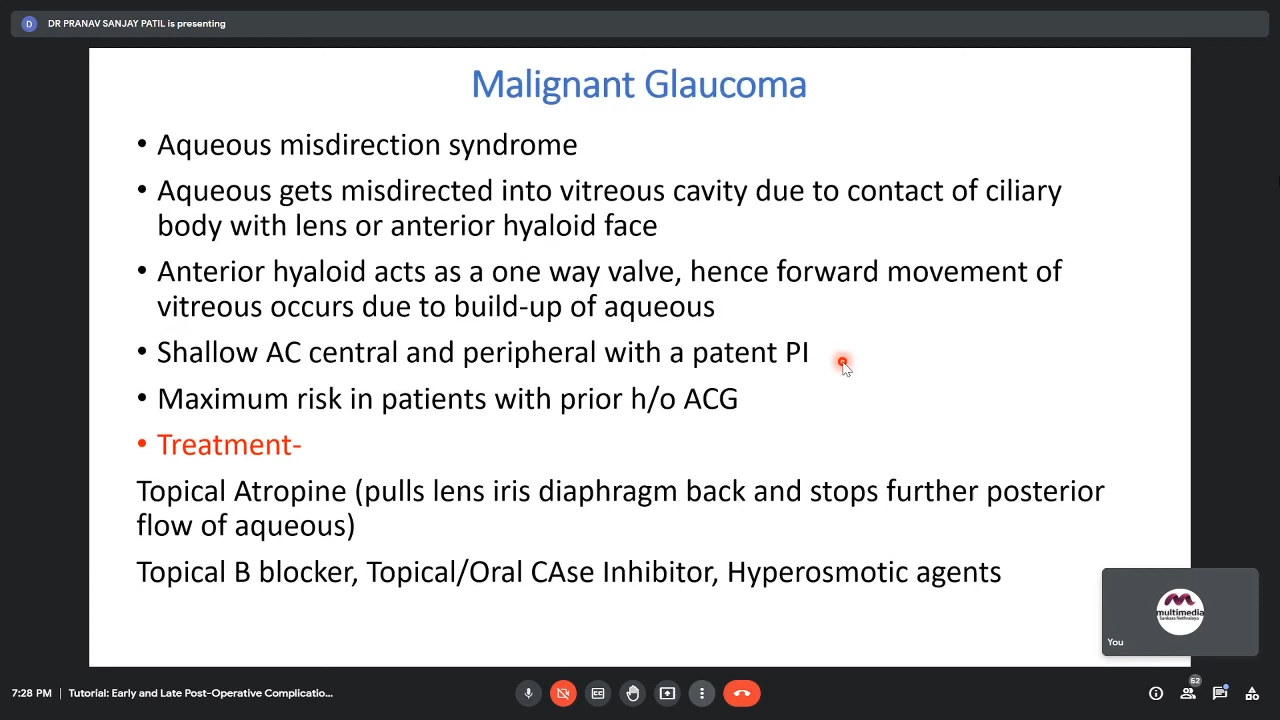 D DR PRANAV SANJAY PATIL is presenting
Malignant Glaucoma
• Aqueous misdirection syndrome
• Aqueous gets misdirected into vitreous cavity due to contact of ciliary
body with lens or anterior hyaloid face
• Anterior hyaloid acts as a one way valve, hence forward movement of
vitreous occurs due to build-up of aqueous
• Shallow AC central and peripheral with a patent PI
• Maximum risk in patients with prior h/o ACG
• Treatment-
Topical Atropine (pulls lens iris diaphragm back and stops further posterior
flow of aqueous)
Topical B blocker, Topical/Oral CAse Inhibitor, Hyperosmotic agents
multimedia
Sankara Nethralaya
You
7:28 PM | Tutorial: Early and Late Post-Operative Complicatio...
52